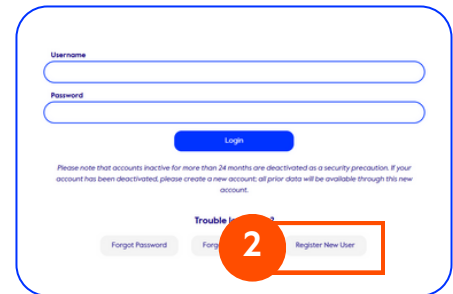 Username
Password
Login
Please note that accounts inactive for more than 24 months are deactivated as a security precaution. If your
account has been deactivated, please create a new account; all prior data will be available through this new
account.
Trouble
Forgot Password
2
Register New User